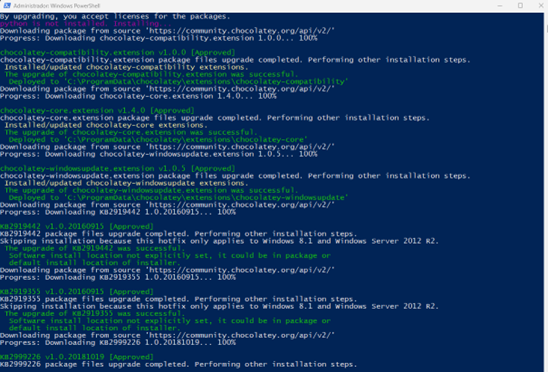 Administrador: Windows PowerShell
By upgrading, you accept licenses for the packages.
python is not installed. Installing...
Downloading package from source 'https://community.chocolatey.org/api/v2/'
Progress: Downloading chocolatey-compatibility.extension 1.0.0... 100%
chocolatey-compatibility.extension v1.0.0 [Approved]
chocolatey-compatibility.extension package files upgrade completed. Performing other installation steps.
Installed/updated chocolatey-compatibility extensions.
The upgrade of chocolatey-compatibility.extension was successful.
Deployed to 'C:\ProgramData\chocolatey\extensions\chocolatey-compatibility'
Downloading package from source 'https://community.chocolatey.org/api/v2/'
Progress: Downloading chocolatey-core.extension 1.4.0... 100%
chocolatey-core.extension v1.4.0 [Approved]
chocolatey-core.extension package files upgrade completed. Performing other installation steps.
Installed/updated chocolatey-core extensions.
The upgrade of chocolatey-core.extension was successful.
Deployed to 'C:\ProgramData\chocolatey\extensions\chocolatey-core'
Downloading package from source 'https://community.chocolatey.org/api/v2/'
Progress: Downloading chocolatey-windowsupdate.extension 1.0.5... 100%
chocolatey-windowsupdate.extension v1.0.5 [Approved]
chocolatey-windowsupdate.extension package files upgrade completed. Performing other installation steps.
Installed/updated chocolatey-windowsupdate extensions.
The upgrade of chocolatey-windowsupdate.extension was successful.
Deployed to 'C:\ProgramData\chocolatey\extensions\chocolatey-windowsupdate'
Downloading package from source 'https://community.chocolatey.org/api/v2/'
Progress: Downloading KB2919442 1.0.20160915... 100%
KB2919442 v1.0.20160915 [Approved]
KB2919442 package files upgrade completed. Performing other installation steps.
Skipping installation because this hotfix only applies to Windows 8.1 and Windows Server 2012 R2.
The upgrade of KB2919442 was successful.
Software install location not explicitly set, it could be in package or
default install location of installer.
Downloading package from source 'https://community.chocolatey.org/api/v2/'
Progress: Downloading KB2919355 1.0.20160915... 100%
KB2919355 v1.0.20160915 [Approved]
KB2919355 package files upgrade completed. Performing other installation steps.
Skipping installation because this hotfix only applies to Windows 8.1 and Windows Server 2012 R2.
The upgrade of KB2919355 was successful.
Software install location not explicitly set, it could be in package or
default install location of installer.
Downloading package from source 'https://community.chocolatey.org/api/v2/'
Progress: Downloading KB2999226 1.0.20181019... 100%
KB2999226 v1.0.20181019 [Approved]
KB2999226 package files upgrade completed. Performing other installation steps.